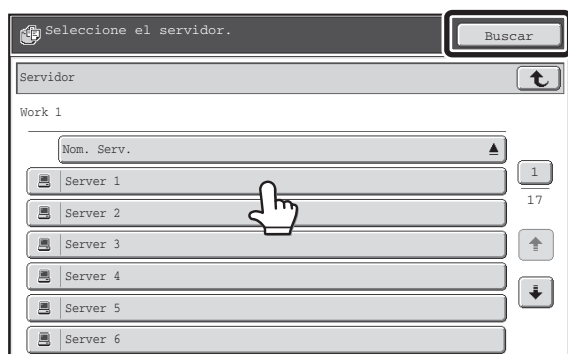 Seleccione el servidor.
Buscar
Servidor
Work 1
Nom. Serv.
Server 1
1
17
Server 2
Server 3
Server 4
Server 5
Server 6